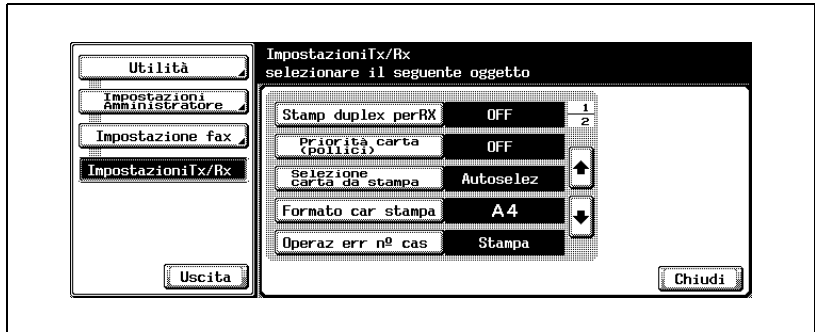 Utilità
Impostazioni
Amministratore
Impostazione fax
ImpostazioniTx/Rx
Uscita
ImpostazioniTx/Rx
selezionare il seguente oggetto
Stamp duplex perRX OFF
Priorità carta
(pollici) OFF
Selezione
carta da stampa Autoselez
Formato car stampa A4
Operaz err nº cas Stampa
1
2
Chiudi